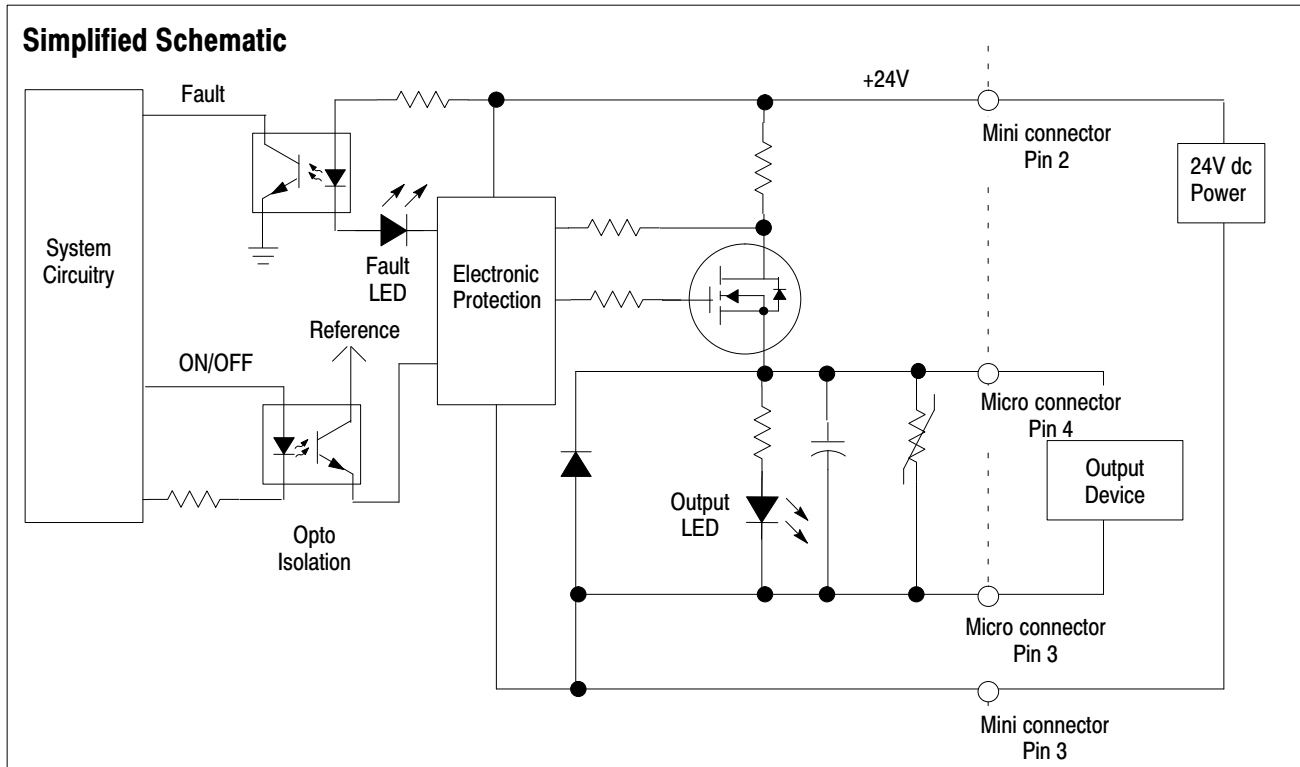 Simplified Schematic
Fault
+24V
Mini connector
Pin 2
24V dc
Power
System
Circuitry
Fault
LED
Electronic
Protection
Reference
ON/OFF
Micro connector
Pin 4
Output
Device
Output
LED
Opto
Isolation
Micro connector
Pin 3
Mini connector
Pin 3